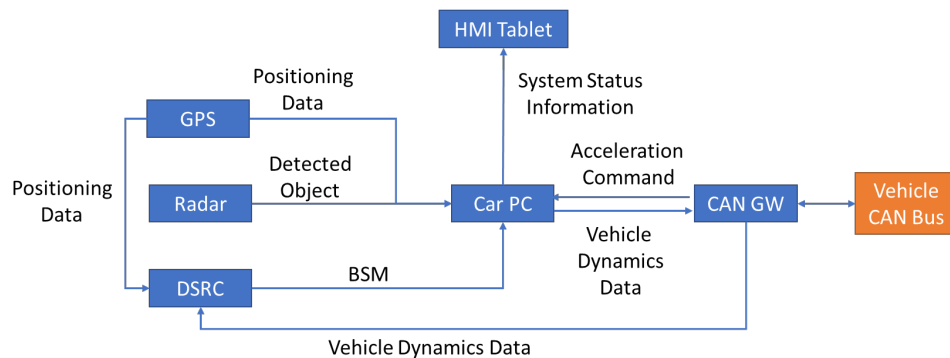 HMI Tablet
Positioning
Data
System Status
Information
GPS
Acceleration
Command
Detected
Object
Positioning
Data
Radar
Car PC
CAN GW
Vehicle
CAN Bus
Vehicle
Dynamics
Data
BSM
DSRC
Vehicle Dynamics Data